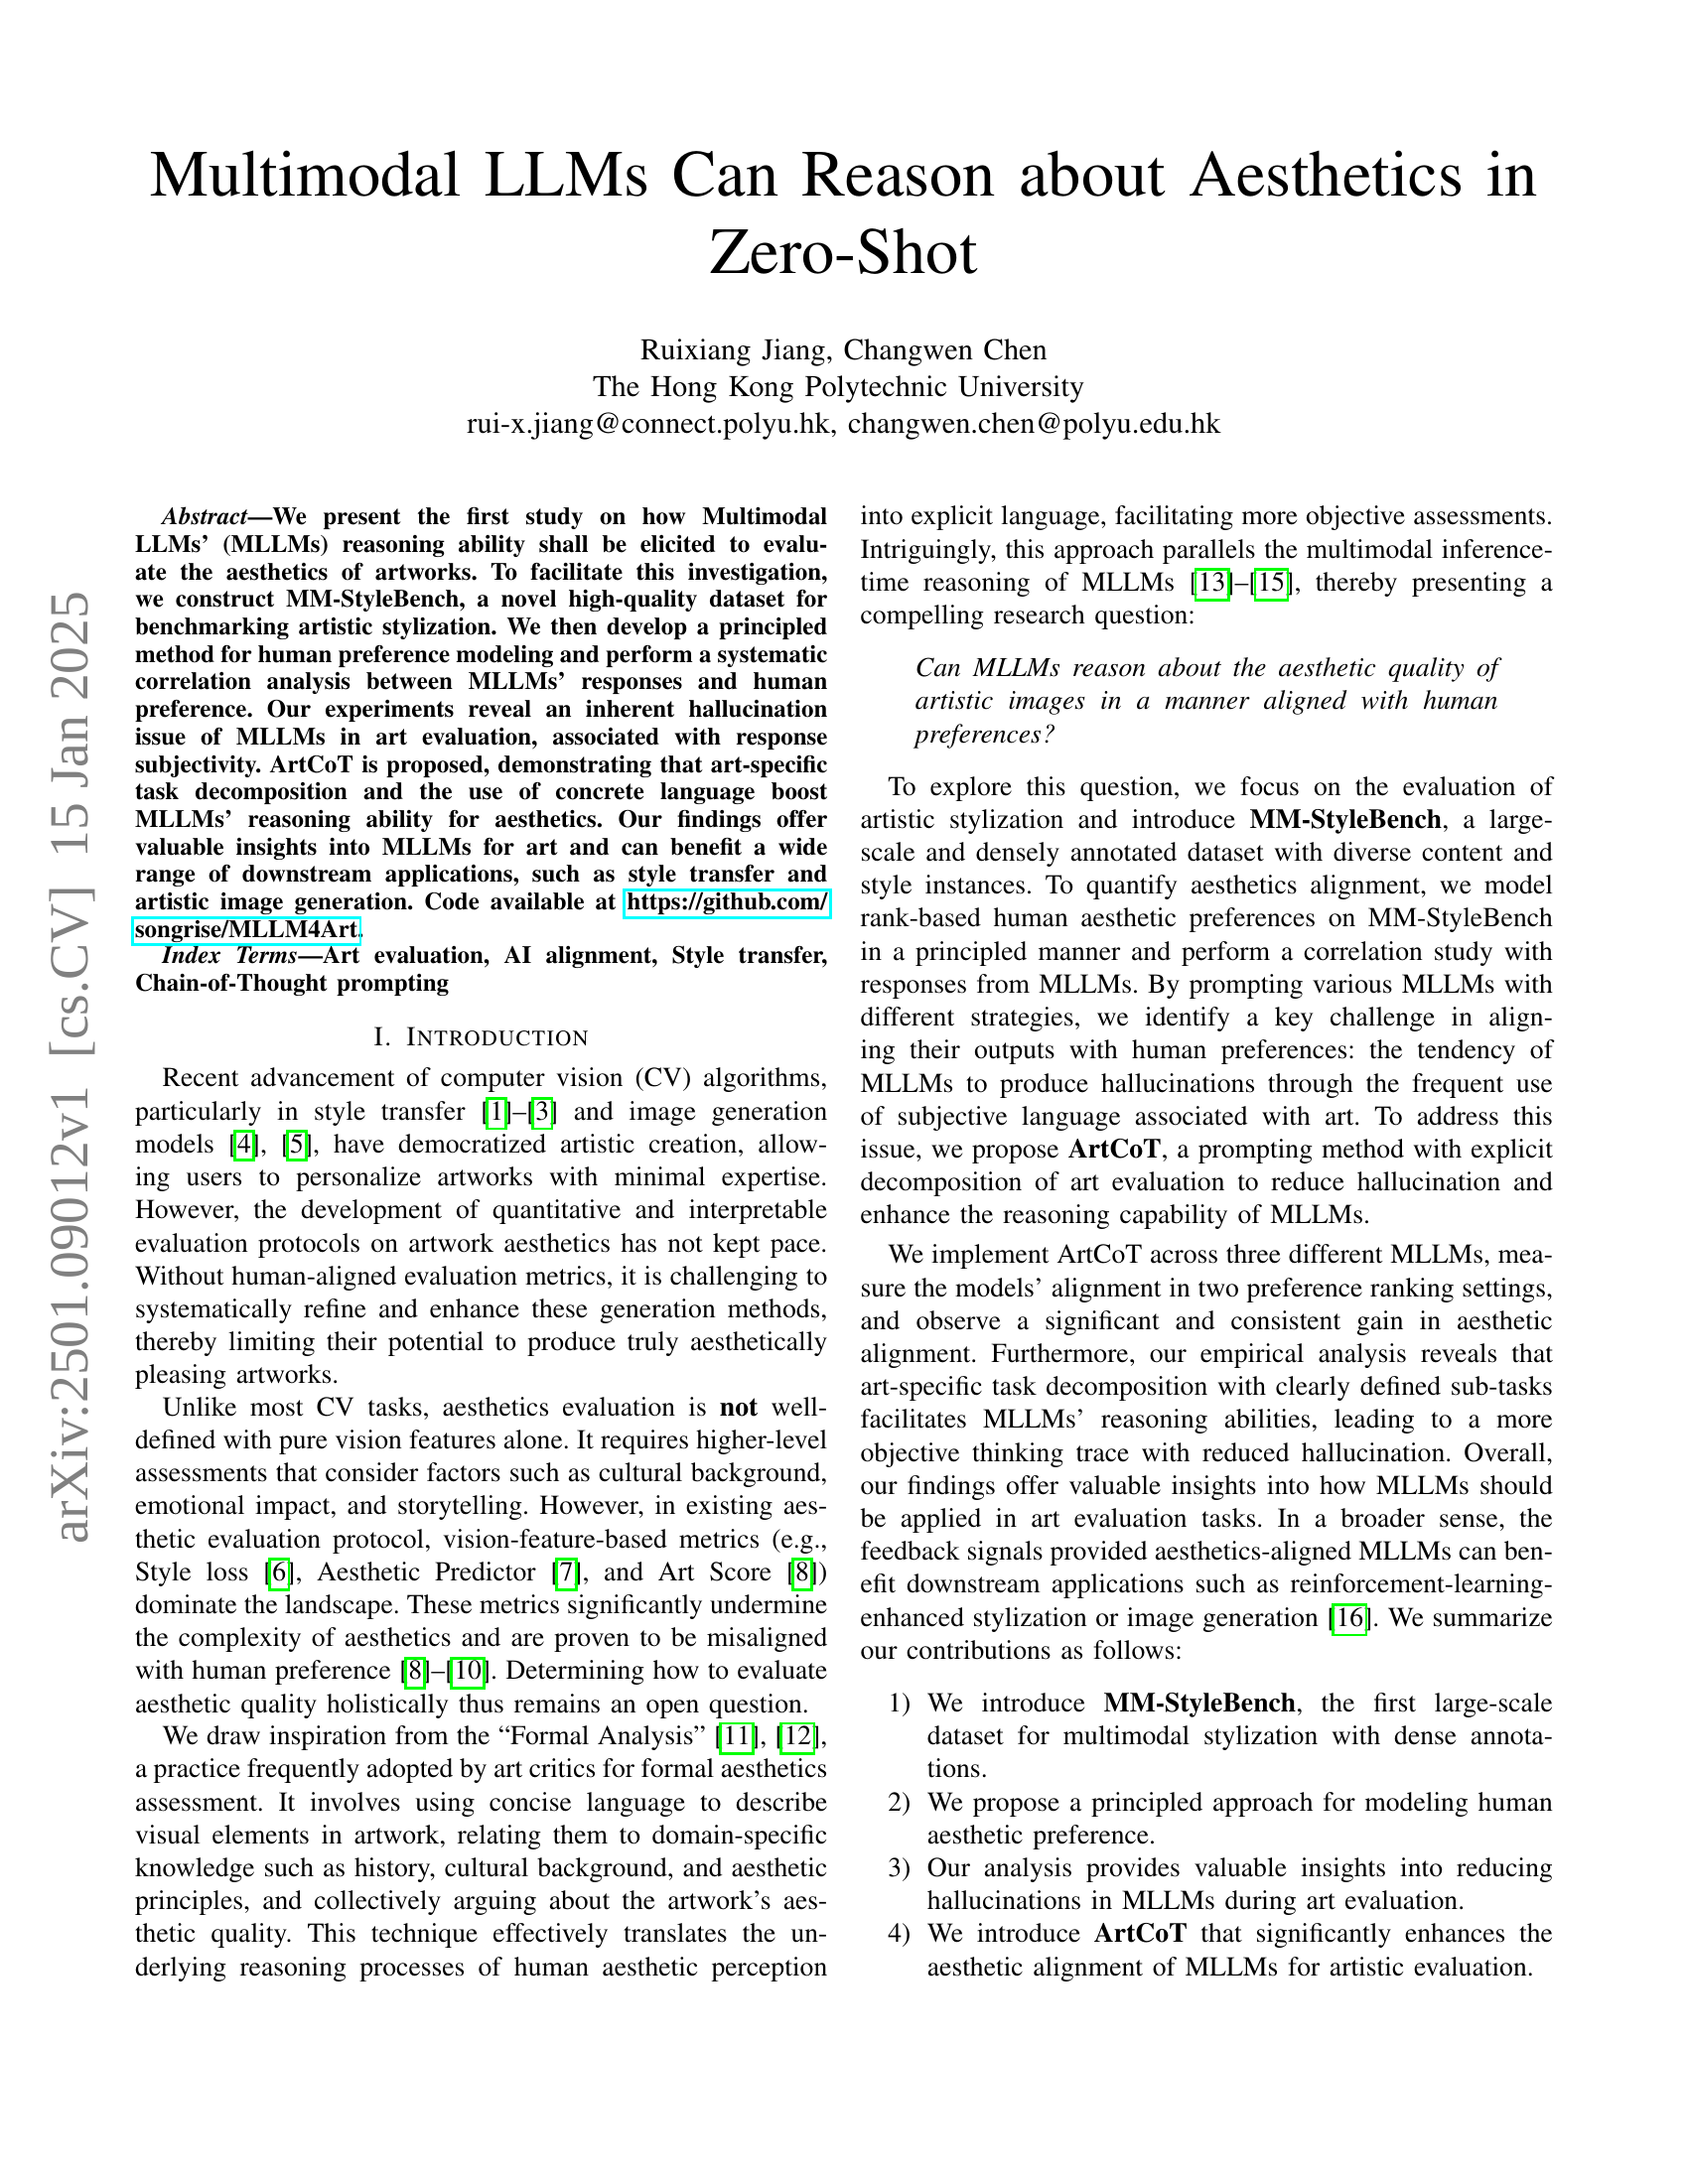 Multimodal LLMs Can Reason about Aesthetics in
Zero-Shot
Ruixiang Jiang, Changwen Chen
The Hong Kong Polytechnic University
rui-x.jiang@connect.polyu.hk, changwen.chen@polyu.edu.hk
arXiv:2501.09012v1 [cs.CV] 15 Jan 2025
Abstract—We present the first study on how Multimodal
LLMs' (MLLMs) reasoning ability shall be elicited to evalu-
ate the aesthetics of artworks. To facilitate this investigation,
we construct MM-StyleBench, a novel high-quality dataset for
benchmarking artistic stylization. We then develop a principled
method for human preference modeling and perform a systematic
correlation analysis between MLLMs' responses and human
preference. Our experiments reveal an inherent hallucination
issue of MLLMs in art evaluation, associated with response
subjectivity. ArtCoT is proposed, demonstrating that art-specific
task decomposition and the use of concrete language boost
MLLMs' reasoning ability for aesthetics. Our findings offer
valuable insights into MLLMs for art and can benefit a wide
range of downstream applications, such as style transfer and
artistic image generation. Code available at https://github.com/
songrise/MLLM4Art.
Index Terms—Art evaluation, AI alignment, Style transfer,
Chain-of-Thought prompting
I. INTRODUCTION
Recent advancement of computer vision (CV) algorithms,
particularly in style transfer [1]–[3] and image generation
models [4], [5], have democratized artistic creation, allow-
ing users to personalize artworks with minimal expertise.
However, the development of quantitative and interpretable
evaluation protocols on artwork aesthetics has not kept pace.
Without human-aligned evaluation metrics, it is challenging to
systematically refine and enhance these generation methods,
thereby limiting their potential to produce truly aesthetically
pleasing artworks.
Unlike most CV tasks, aesthetics evaluation is not well-
defined with pure vision features alone. It requires higher-level
assessments that consider factors such as cultural background,
emotional impact, and storytelling. However, in existing aes-
thetic evaluation protocol, vision-feature-based metrics (e.g.,
Style loss [6], Aesthetic Predictor [7], and Art Score [8])
dominate the landscape. These metrics significantly undermine
the complexity of aesthetics and are proven to be misaligned
with human preference [8]–[10]. Determining how to evaluate
aesthetic quality holistically thus remains an open question.
We draw inspiration from the “Formal Analysis” [11], [12],
a practice frequently adopted by art critics for formal aesthetics
assessment. It involves using concise language to describe
visual elements in artwork, relating them to domain-specific
knowledge such as history, cultural background, and aesthetic
principles, and collectively arguing about the artwork's aes-
thetic quality. This technique effectively translates the un-
derlying reasoning processes of human aesthetic perception
into explicit language, facilitating more objective assessments.
Intriguingly, this approach parallels the multimodal inference-
time reasoning of MLLMs [13]–[15], thereby presenting a
compelling research question:
Can MLLMs reason about the aesthetic quality of
artistic images in a manner aligned with human
preferences?
To explore this question, we focus on the evaluation of
artistic stylization and introduce MM-StyleBench, a large-
scale and densely annotated dataset with diverse content and
style instances. To quantify aesthetics alignment, we model
rank-based human aesthetic preferences on MM-StyleBench
in a principled manner and perform a correlation study with
responses from MLLMs. By prompting various MLLMs with
different strategies, we identify a key challenge in align-
ing their outputs with human preferences: the tendency of
MLLMs to produce hallucinations through the frequent use
of subjective language associated with art. To address this
issue, we propose ArtCoT, a prompting method with explicit
decomposition of art evaluation to reduce hallucination and
enhance the reasoning capability of MLLMs.
We implement ArtCoT across three different MLLMs, mea-
sure the models' alignment in two preference ranking settings,
and observe a significant and consistent gain in aesthetic
alignment. Furthermore, our empirical analysis reveals that
art-specific task decomposition with clearly defined sub-tasks
facilitates MLLMs' reasoning abilities, leading to a more
objective thinking trace with reduced hallucination. Overall,
our findings offer valuable insights into how MLLMs should
be applied in art evaluation tasks. In a broader sense, the
feedback signals provided aesthetics-aligned MLLMs can ben-
efit downstream applications such as reinforcement-learning-
enhanced stylization or image generation [16]. We summarize
our contributions as follows:
1) We introduce MM-StyleBench, the first large-scale
dataset for multimodal stylization with dense annota-
tions.
2) We propose a principled approach for modeling human
aesthetic preference.
3) Our analysis provides valuable insights into reducing
hallucinations in MLLMs during art evaluation.
4) We introduce ArtCoT that significantly enhances the
aesthetic alignment of MLLMs for artistic evaluation.